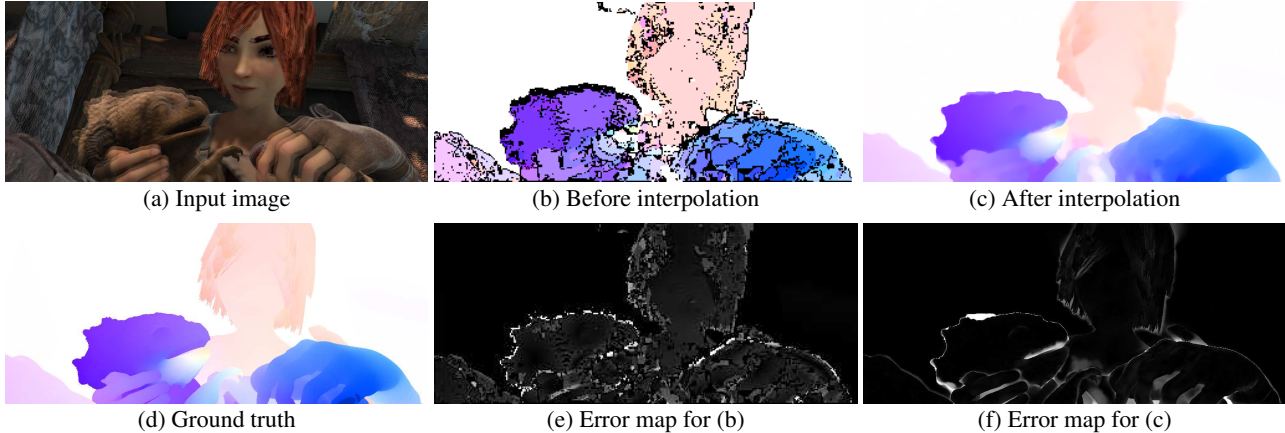 (a) Input image
(b) Before interpolation
(c) After interpolation
(d) Ground truth
(e) Error map for (b)
(f) Error map for (c)